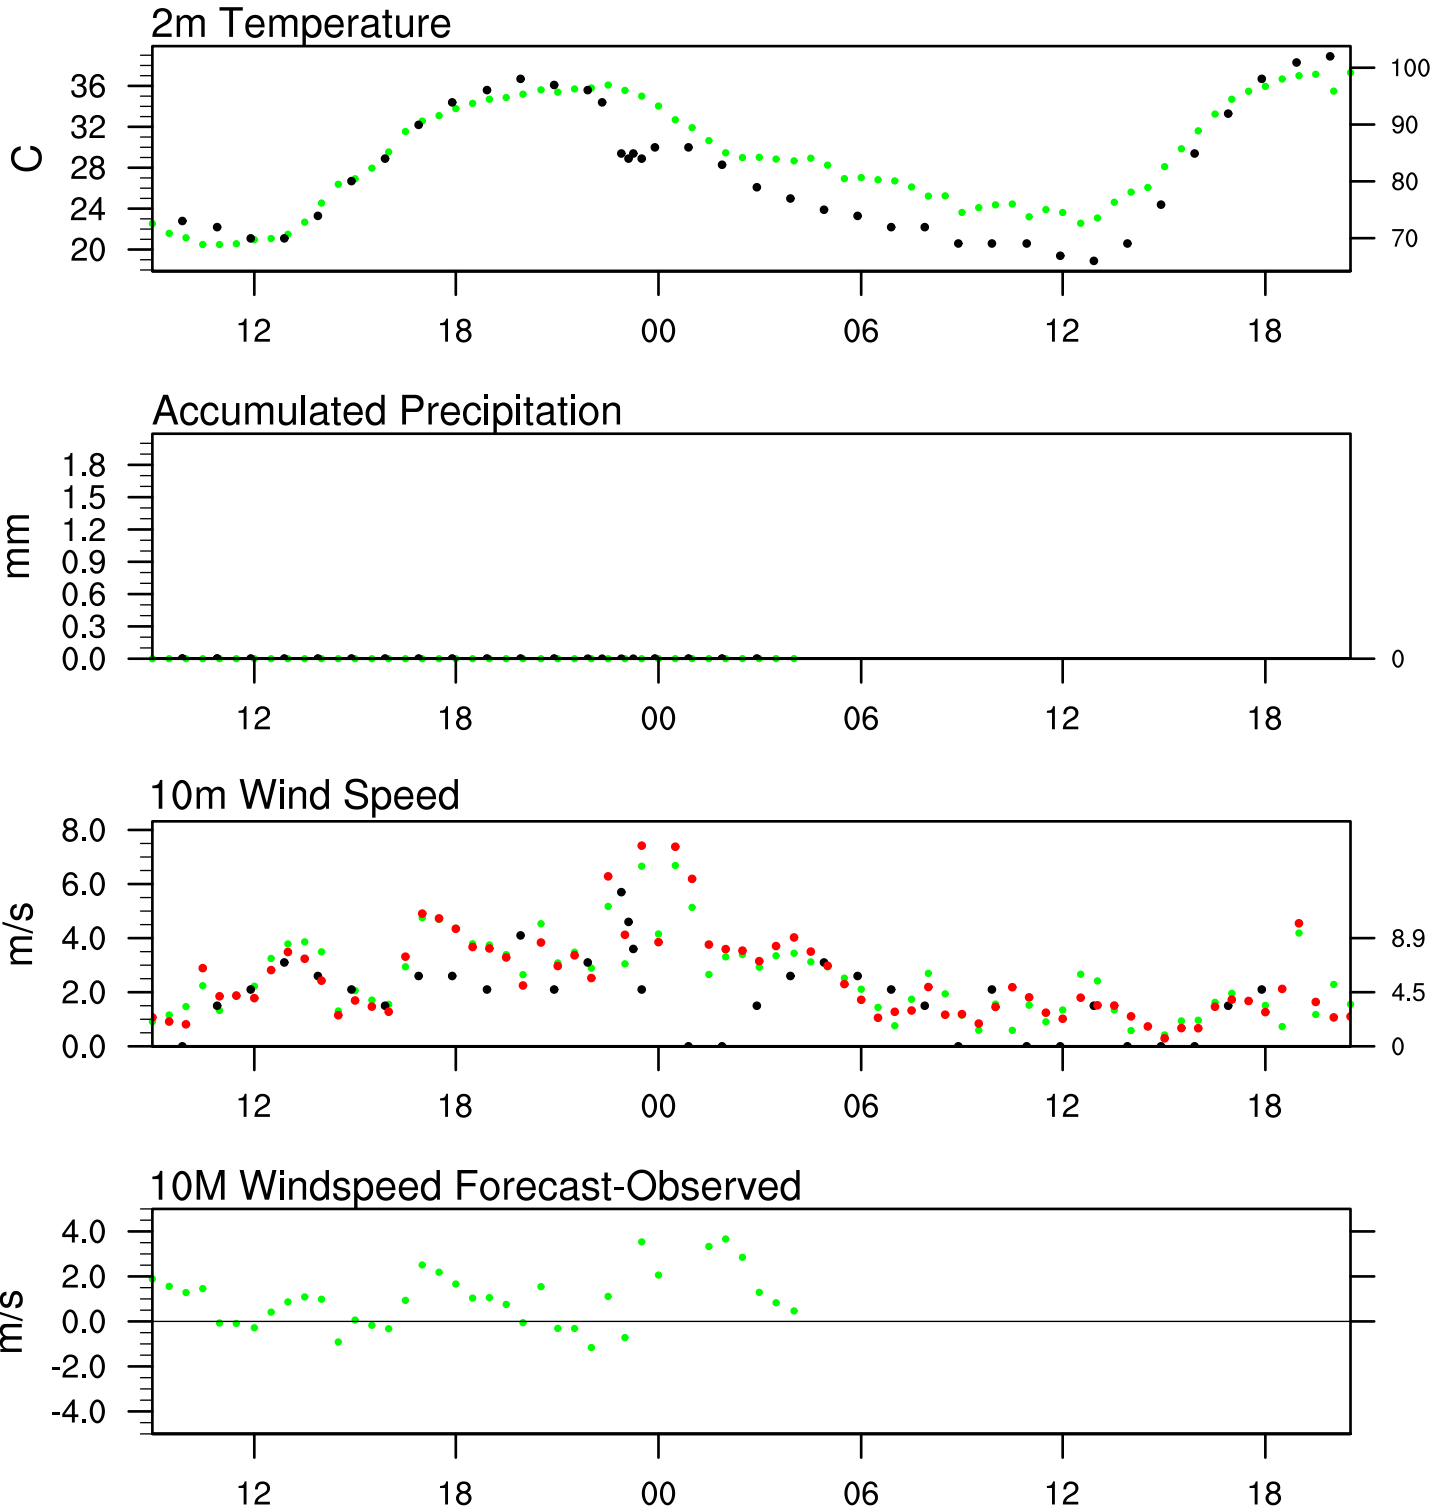 2m Temperature
36
32
28
24
20
C
100
90
80
70
12 18 00 06 12 18
Accumulated Precipitation
1.8
1.5
1.2
0.9
0.6
0.3
0.0
mm
0
12 18 00 06 12 18
10m Wind Speed
8.0
6.0
4.0
2.0
0.0
m/s
8.9
4.5
0
12 18 00 06 12 18
10M Windspeed Forecast-Observed
4.0
2.0
0.0
-2.0
-4.0
m/s
12 18 00 06 12 18